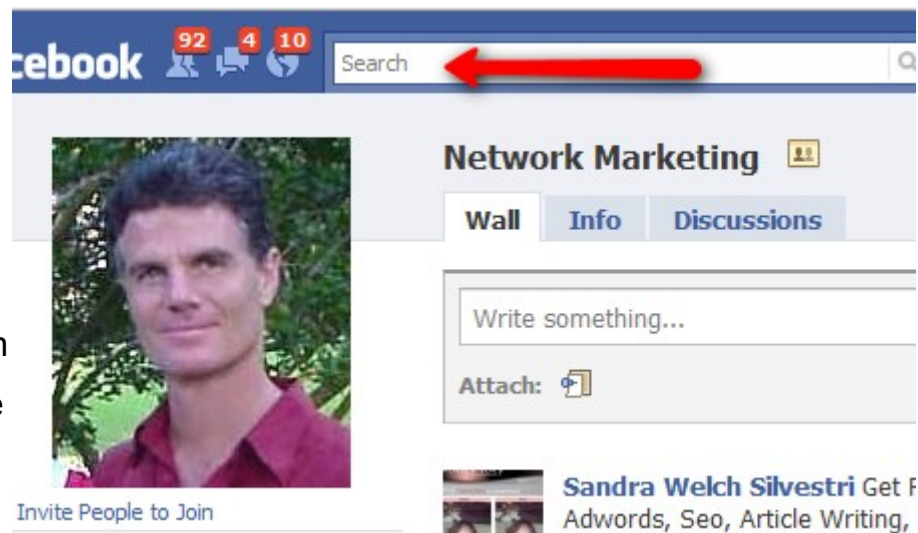 cebook 92 4 10 Search
Network Marketing
Wall Info Discussions
Write something...
n
Attach:
e
Sandra Welch Silvestri Get F
Invite People to Join
Adwords, Seo, Article Writing,